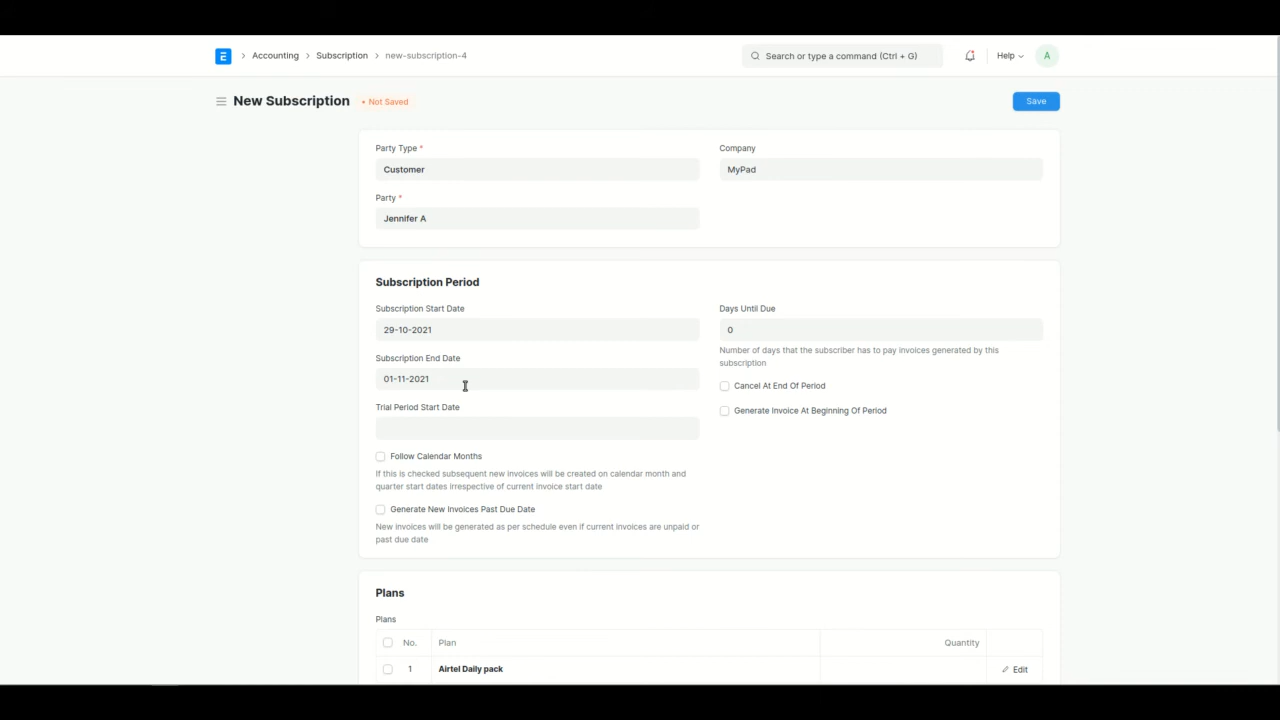 E > Accounting > Subscription > new-subscription-4
Search or type a command (Ctrl + G)
Help
A
New Subscription
• Not Saved
Save
Party Type *
Customer
Company
MyPad
Party *
Jennifer A
Subscription Period
Subscription Start Date
29-10-2021
Subscription End Date
01-11-2021
Trial Period Start Date
Follow Calendar Months
If this is checked subsequent new invoices will be created on calendar month and
quarter start dates irrespective of current invoice start date
Generate New Invoices Past Due Date
New invoices will be generated as per schedule even if current invoices are unpaid or
past due date
Days Until Due
0
Number of days that the subscriber has to pay invoices generated by this
subscription
Cancel At End Of Period
Generate Invoice At Beginning Of Period
Plans
Plans
No. Plan Quantity
1 Airtel Daily pack Edit